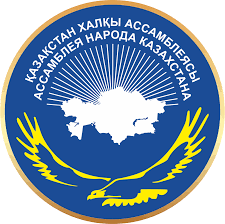 ҚАЗАҚСТАН ХАЛҚЫ АССАМБЛЕЯСЫ
АССАМБЛЕЯ НАРОДА КАЗАХСТАНА